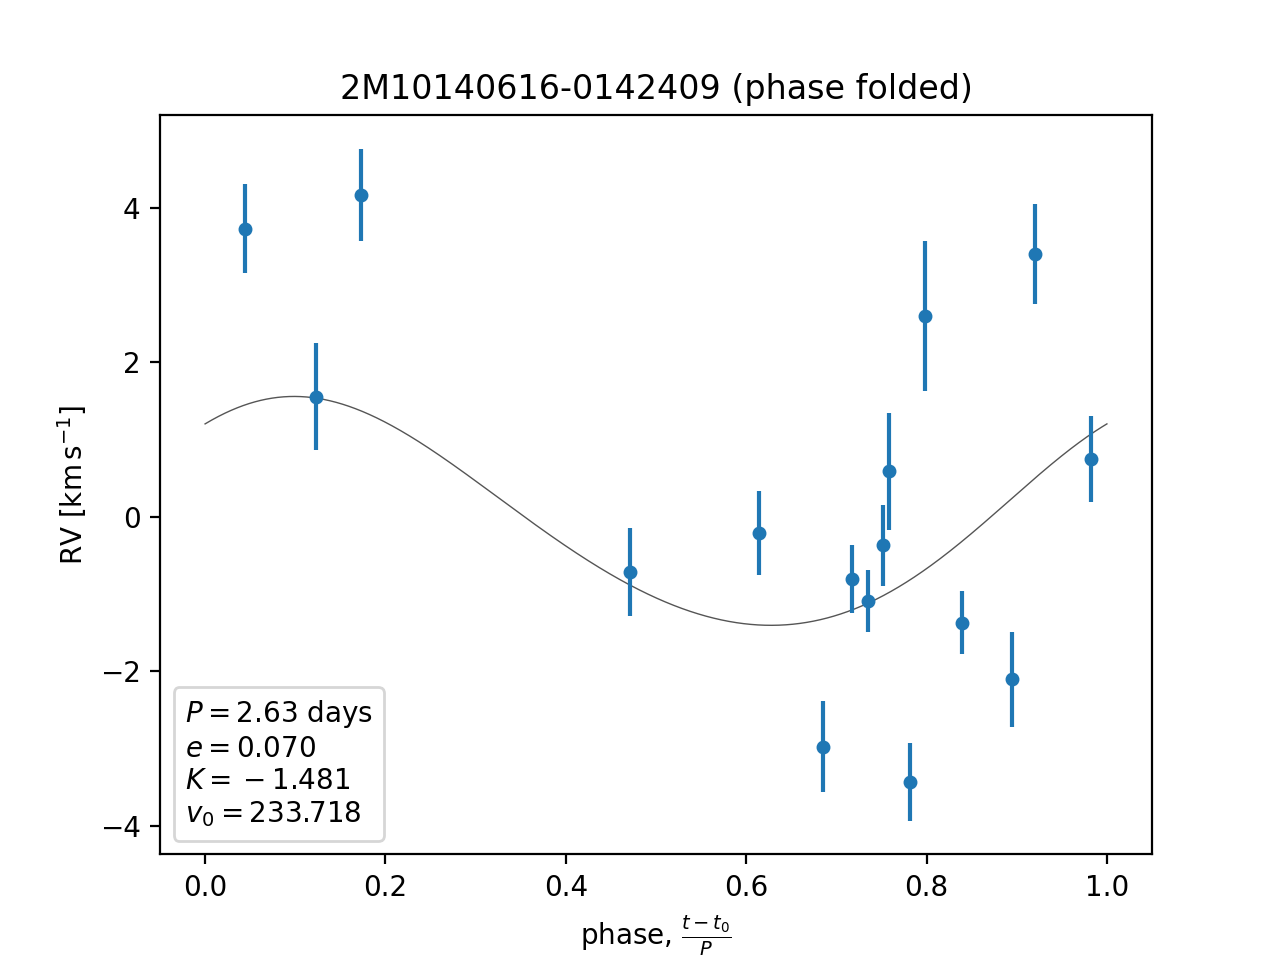 2M10140616-0142409 (phase folded)
RV [km s⁻¹]
4
2
0
−2
−4
P = 2.63 days
e = 0.070
K = −1.481
v₀ = 233.718
0.0 0.2 0.4 0.6 0.8 1.0
phase, (t − t₀)/P